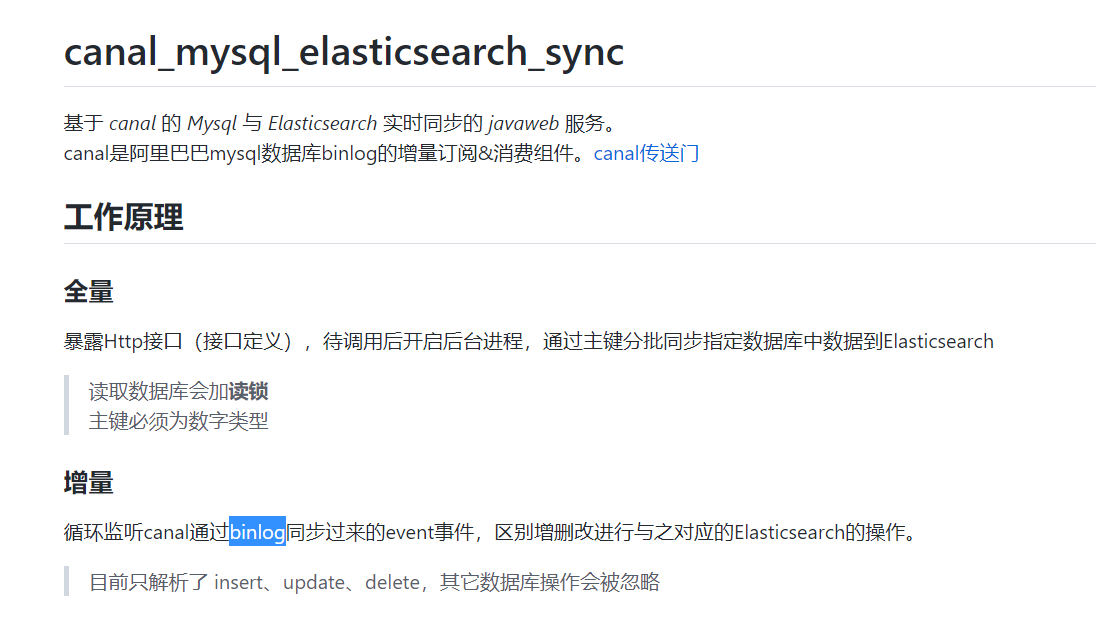 canal_mysql_elasticsearch_sync
基于 canal 的 Mysql 与 Elasticsearch 实时同步的 javaweb 服务。
canal是阿里巴巴mysql数据库binlog的增量订阅&消费组件。canal传送门
工作原理
全量
暴露Http接口（接口定义），待调用后开启后台进程，通过主键分批同步指定数据库中数据到Elasticsearch
读取数据库会加读锁
主键必须为数字类型
增量
循环监听canal通过binlog同步过来的event事件，区别增删改进行与之对应的Elasticsearch的操作。
目前只解析了 insert、update、delete，其它数据库操作会被忽略